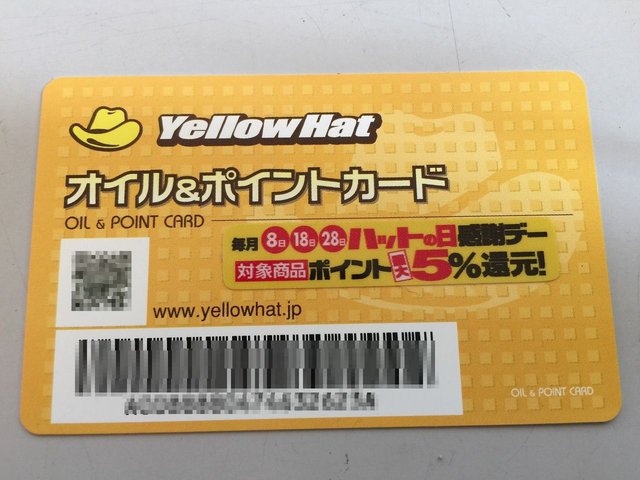 YellowHat
オイル&ポイントカード
OIL & POINT CARD
毎月8日18日28日ハットの日感謝デー
対象商品ポイント最大5%還元!
www.yellowhat.jp
OIL & POINT CARD